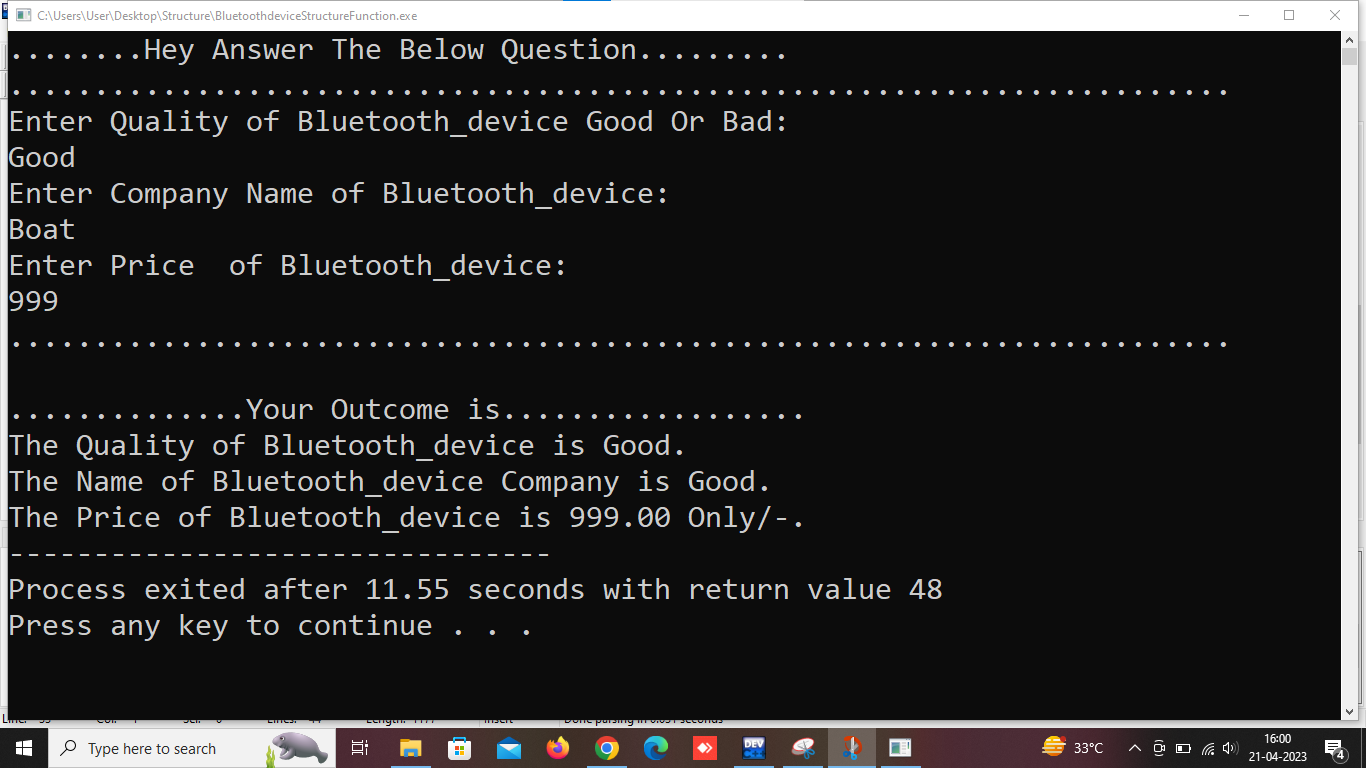 C:\Users\User\Desktop\Structure\BluetoothdeviceStructureFunction.exe
........Hey Answer The Below Question.........
........................................................................
Enter Quality of Bluetooth_device Good Or Bad:
Good
Enter Company Name of Bluetooth_device:
Boat
Enter Price  of Bluetooth_device:
999
........................................................................
..............Your Outcome is..................
The Quality of Bluetooth_device is Good.
The Name of Bluetooth_device Company is Good.
The Price of Bluetooth_device is 999.00 Only/-.
--------------------------------
Process exited after 11.55 seconds with return value 48
Press any key to continue . . .
Type here to search
DEV
33°C
16:00
21-04-2023
4